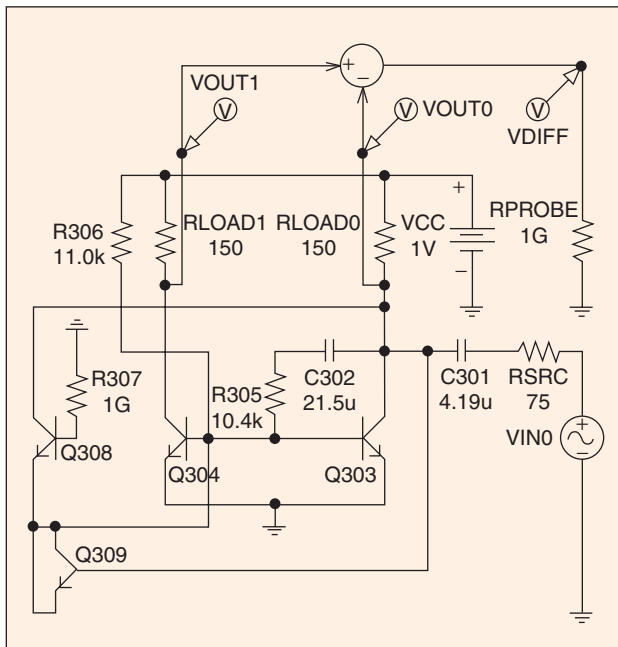 VOUT1
+
−
V
V
VOUT0
V
VDIFF
R306
11.0k
RLOAD1
150
RLOAD0
150
VCC
1V
+
−
RPROBE
1G
R307
1G
R305
10.4k
C302
21.5u
C301
4.19u
RSRC
75
VIN0
+
−
Q308
Q304
Q303
Q309